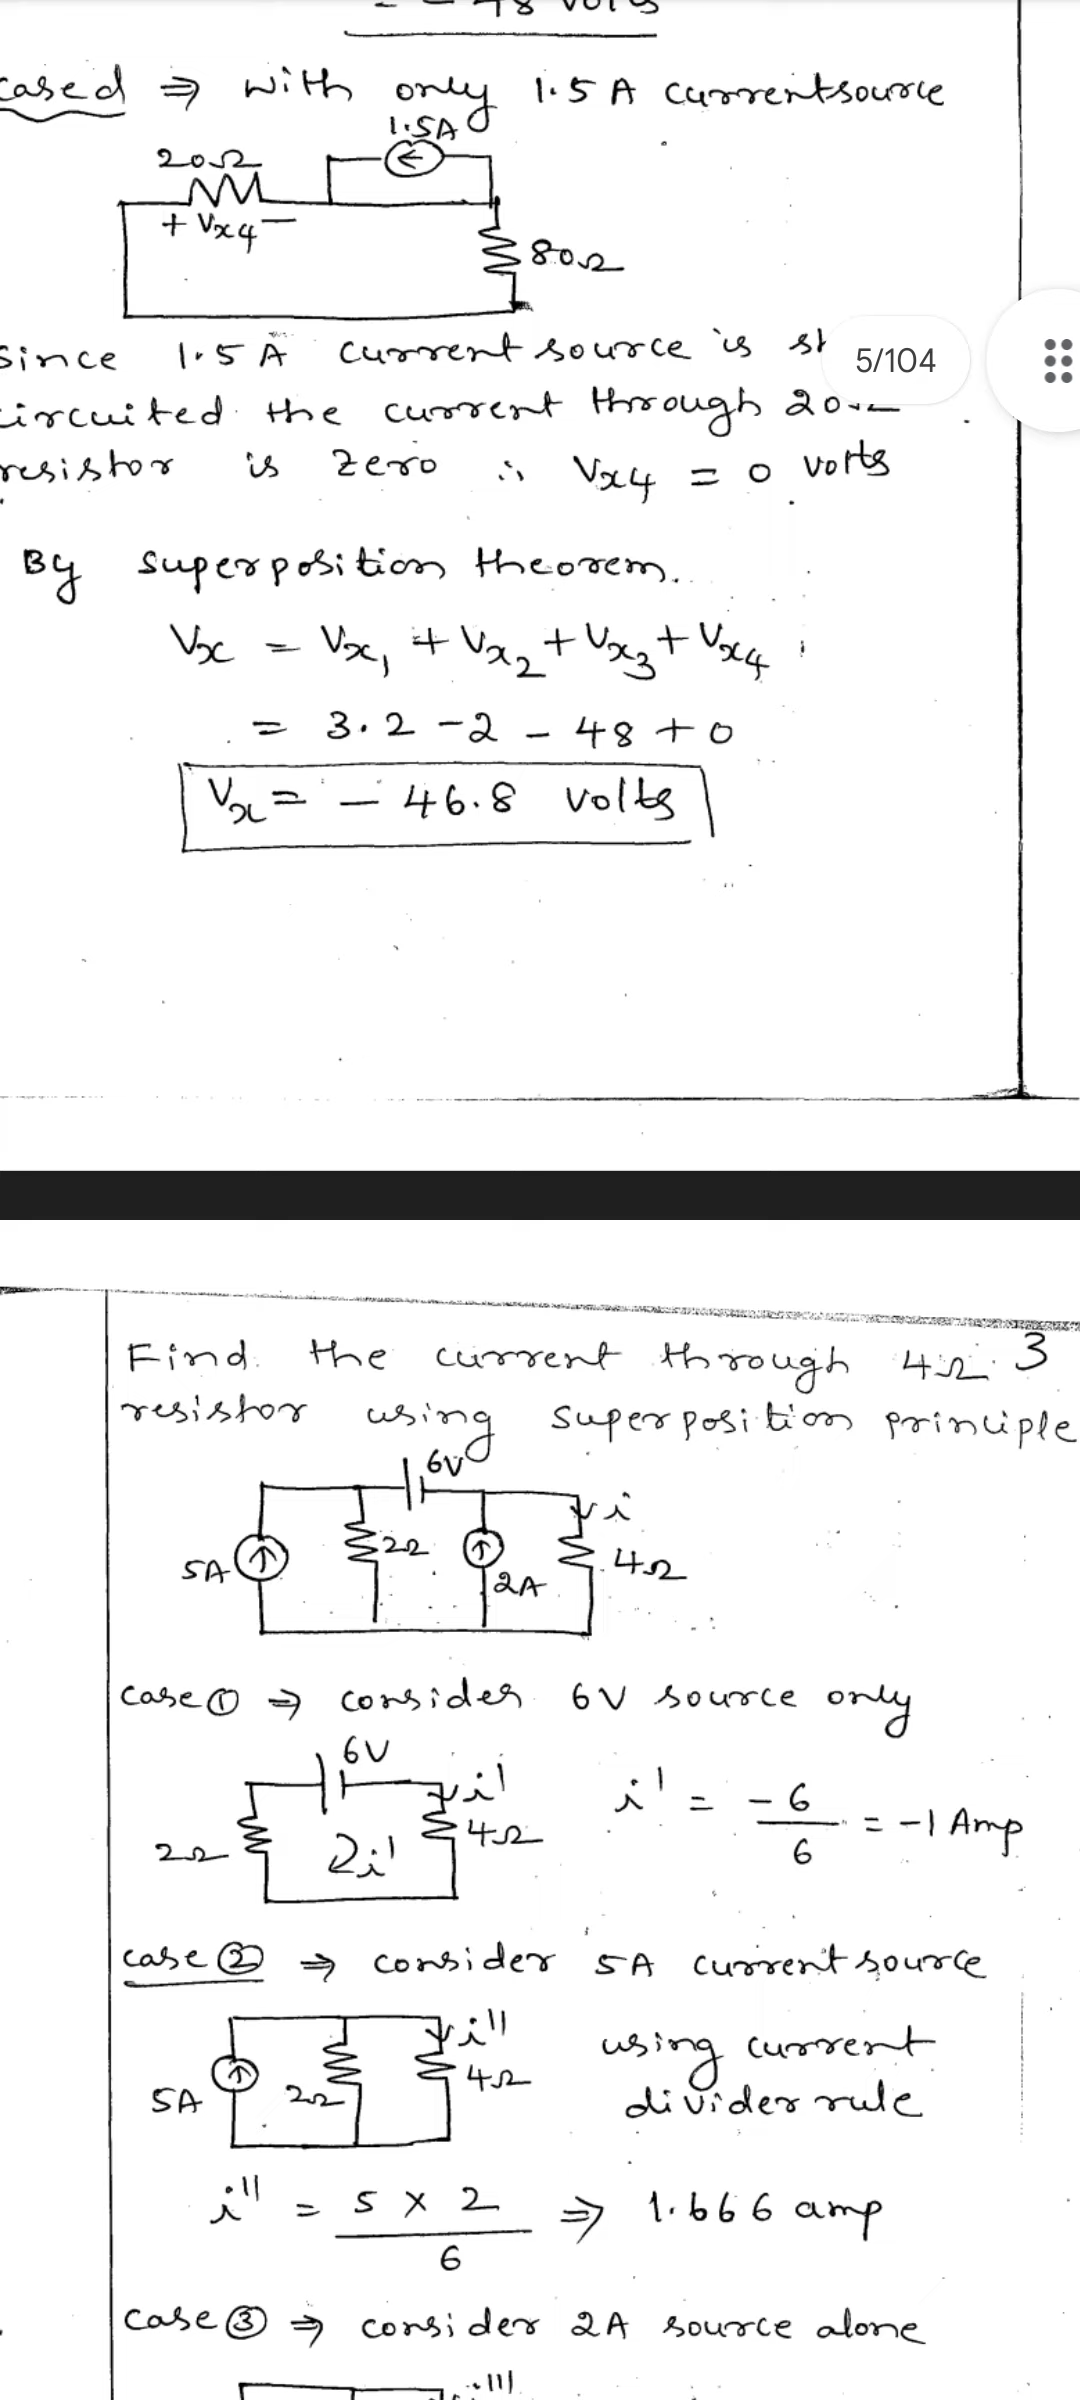 = - 48 volts
cased ⇒ with only 1.5 A currentsource
1.5A
20Ω
+ Vx4 -
80Ω
since 1.5 A current source is sh
5/104
circuited the current through 20Ω
resistor is zero ∴ Vx4 = 0 volts
By superposition theorem.
Vx = Vx1 + Vx2 + Vx3 + Vx4
= 3.2 - 2 - 48 + 0
Vx = - 46.8 volts
3
Find the current through 4Ω
resistor using superposition principle
6V
i
5A 2Ω 2A 4Ω
case ① ⇒ consider 6V source only
6V
i' i' = -6/6 = -1 Amp
2Ω i' 4Ω
case ② ⇒ consider 5A current source
i'' using current
5A 2Ω 4Ω divider rule
i'' = 5 × 2 / 6 ⇒ 1.666 amp
case ③ ⇒ consider 2A source alone
i'''